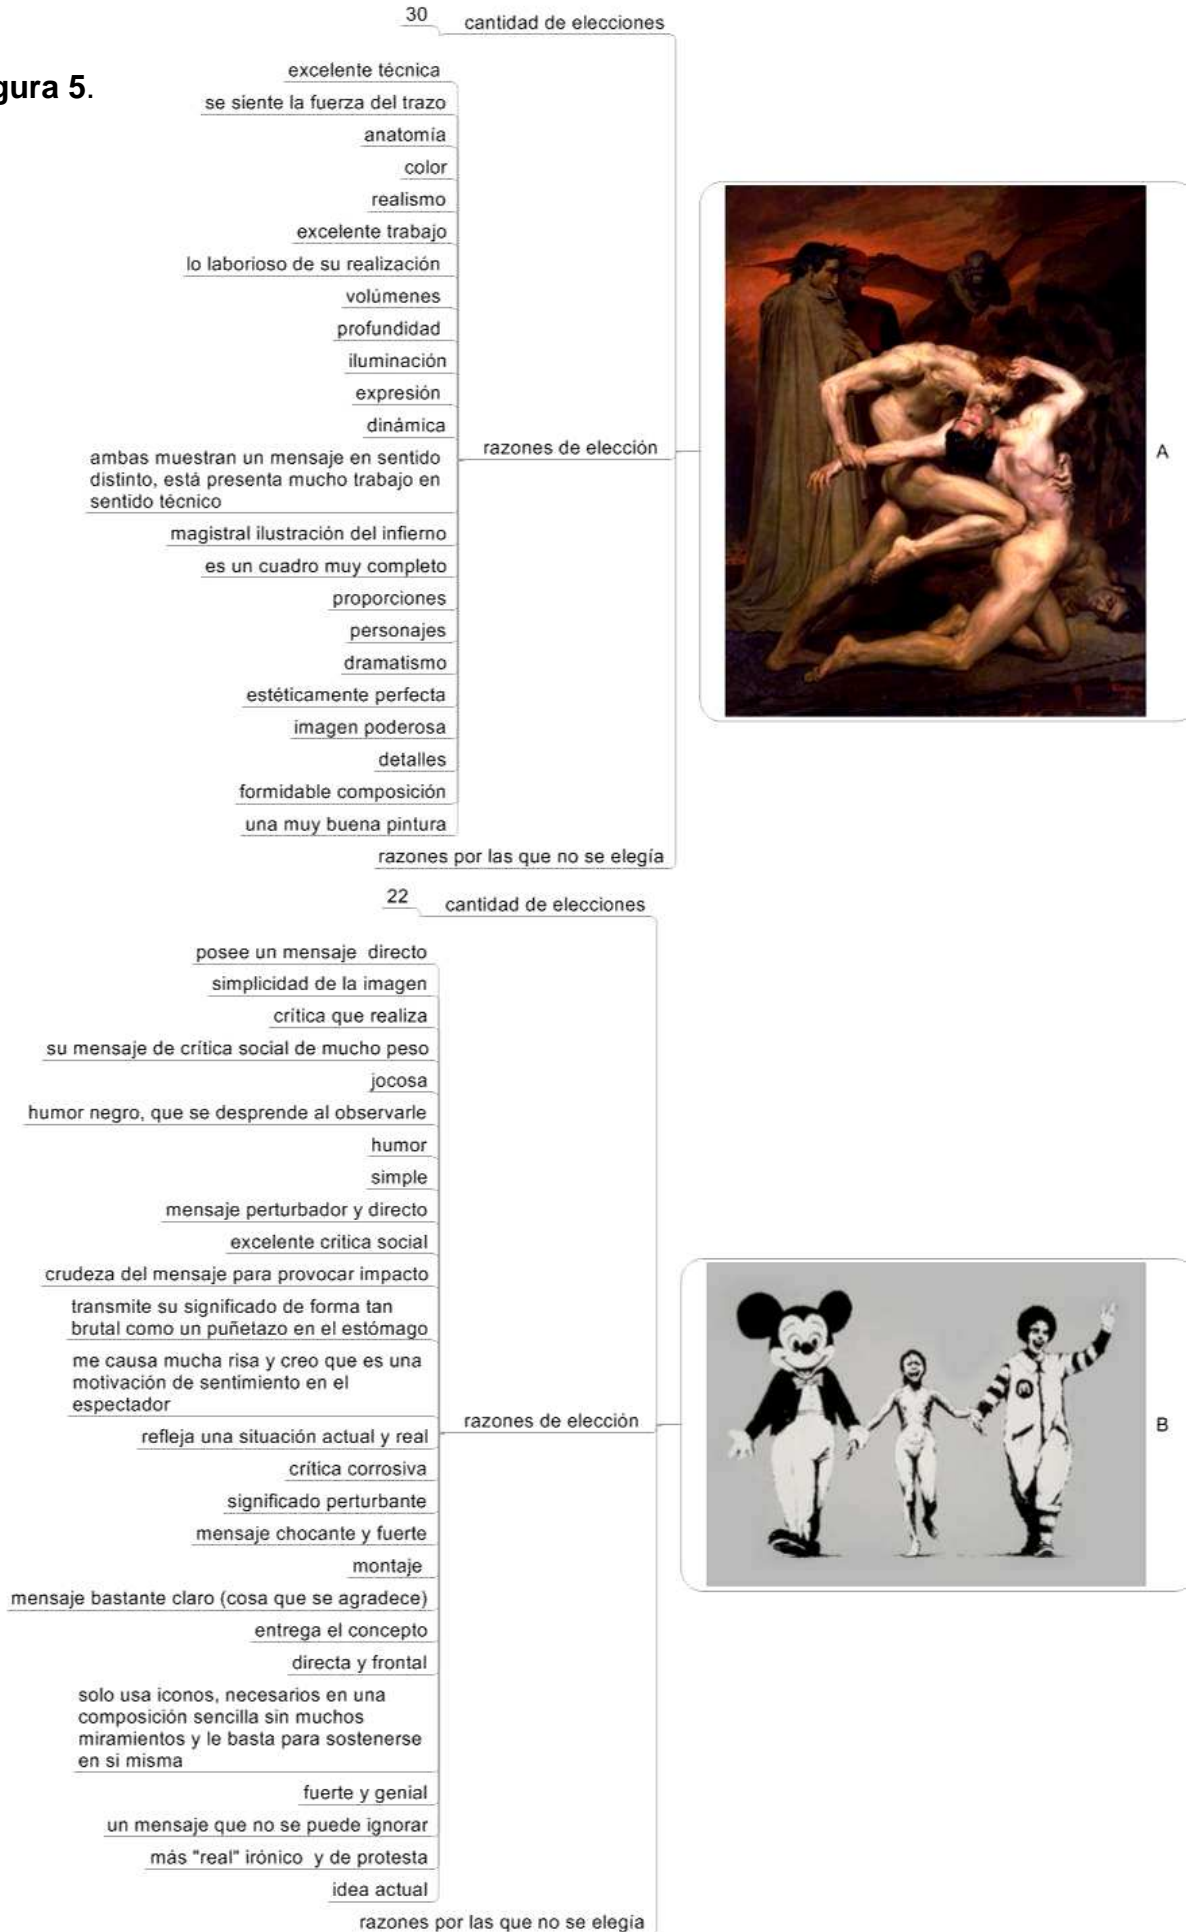 30
cantidad de elecciones
gura 5.
excelente técnica
se siente la fuerza del trazo
anatomía
color
realismo
excelente trabajo
lo laborioso de su realización
volúmenes
profundidad
iluminación
expresión
dinámica
ambas muestran un mensaje en sentido
distinto, está presenta mucho trabajo en
sentido técnico
magistral ilustración del infierno
es un cuadro muy completo
proporciones
personajes
dramatismo
estéticamente perfecta
imagen poderosa
detalles
formidable composición
una muy buena pintura
razones de elección
A
razones por las que no se elegía
22
cantidad de elecciones
posee un mensaje directo
simplicidad de la imagen
crítica que realiza
su mensaje de crítica social de mucho peso
jocosa
humor negro, que se desprende al observarle
humor
simple
mensaje perturbador y directo
excelente critica social
crudeza del mensaje para provocar impacto
transmite su significado de forma tan
brutal como un puñetazo en el estómago
me causa mucha risa y creo que es una
motivación de sentimiento en el
espectador
refleja una situación actual y real
crítica corrosiva
significado perturbante
mensaje chocante y fuerte
montaje
mensaje bastante claro (cosa que se agradece)
entrega el concepto
directa y frontal
solo usa iconos, necesarios en una
composición sencilla sin muchos
miramientos y le basta para sostenerse
en si misma
fuerte y genial
un mensaje que no se puede ignorar
más "real" irónico y de protesta
idea actual
razones de elección
B
razones por las que no se elegía